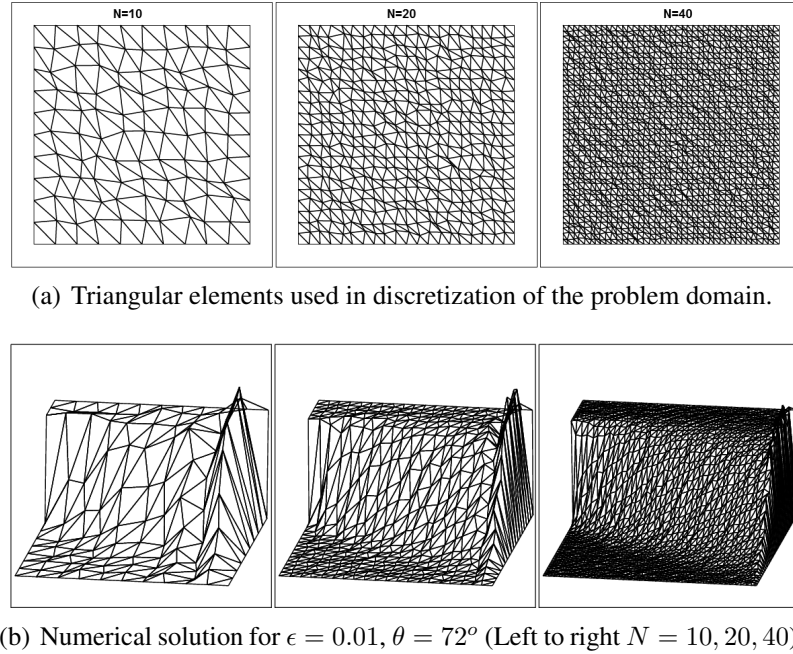 N=10 N=20 N=40
(a) Triangular elements used in discretization of the problem domain.
(b) Numerical solution for ϵ = 0.01, θ = 72° (Left to right N = 10, 20, 40)